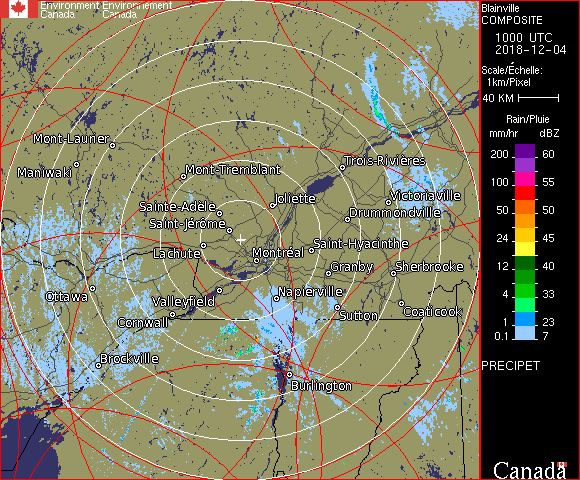 Environment Environnement
Canada Canada
Blainville
COMPOSITE
1000 UTC
2018-12-04
Scale/Échelle:
1km/Pixel
40 KM
Rain/Pluie
mm/hr dBZ
200 60
100 55
50 50
24 45
12 40
4 33
1 23
0.1 7
PRECIPET
Mont-Laurier
Maniwaki
Mont-Tremblant
Trois-Rivières
Sainte-Adèle
Joliette
Victoriaville
Drummondville
Saint-Jérôme
Lachute
Montréal
Saint-Hyacinthe
Granby
Sherbrooke
Ottawa
Valleyfield
Napierville
Cornwall
Sutton
Coaticook
Brockville
Burlington
Canada